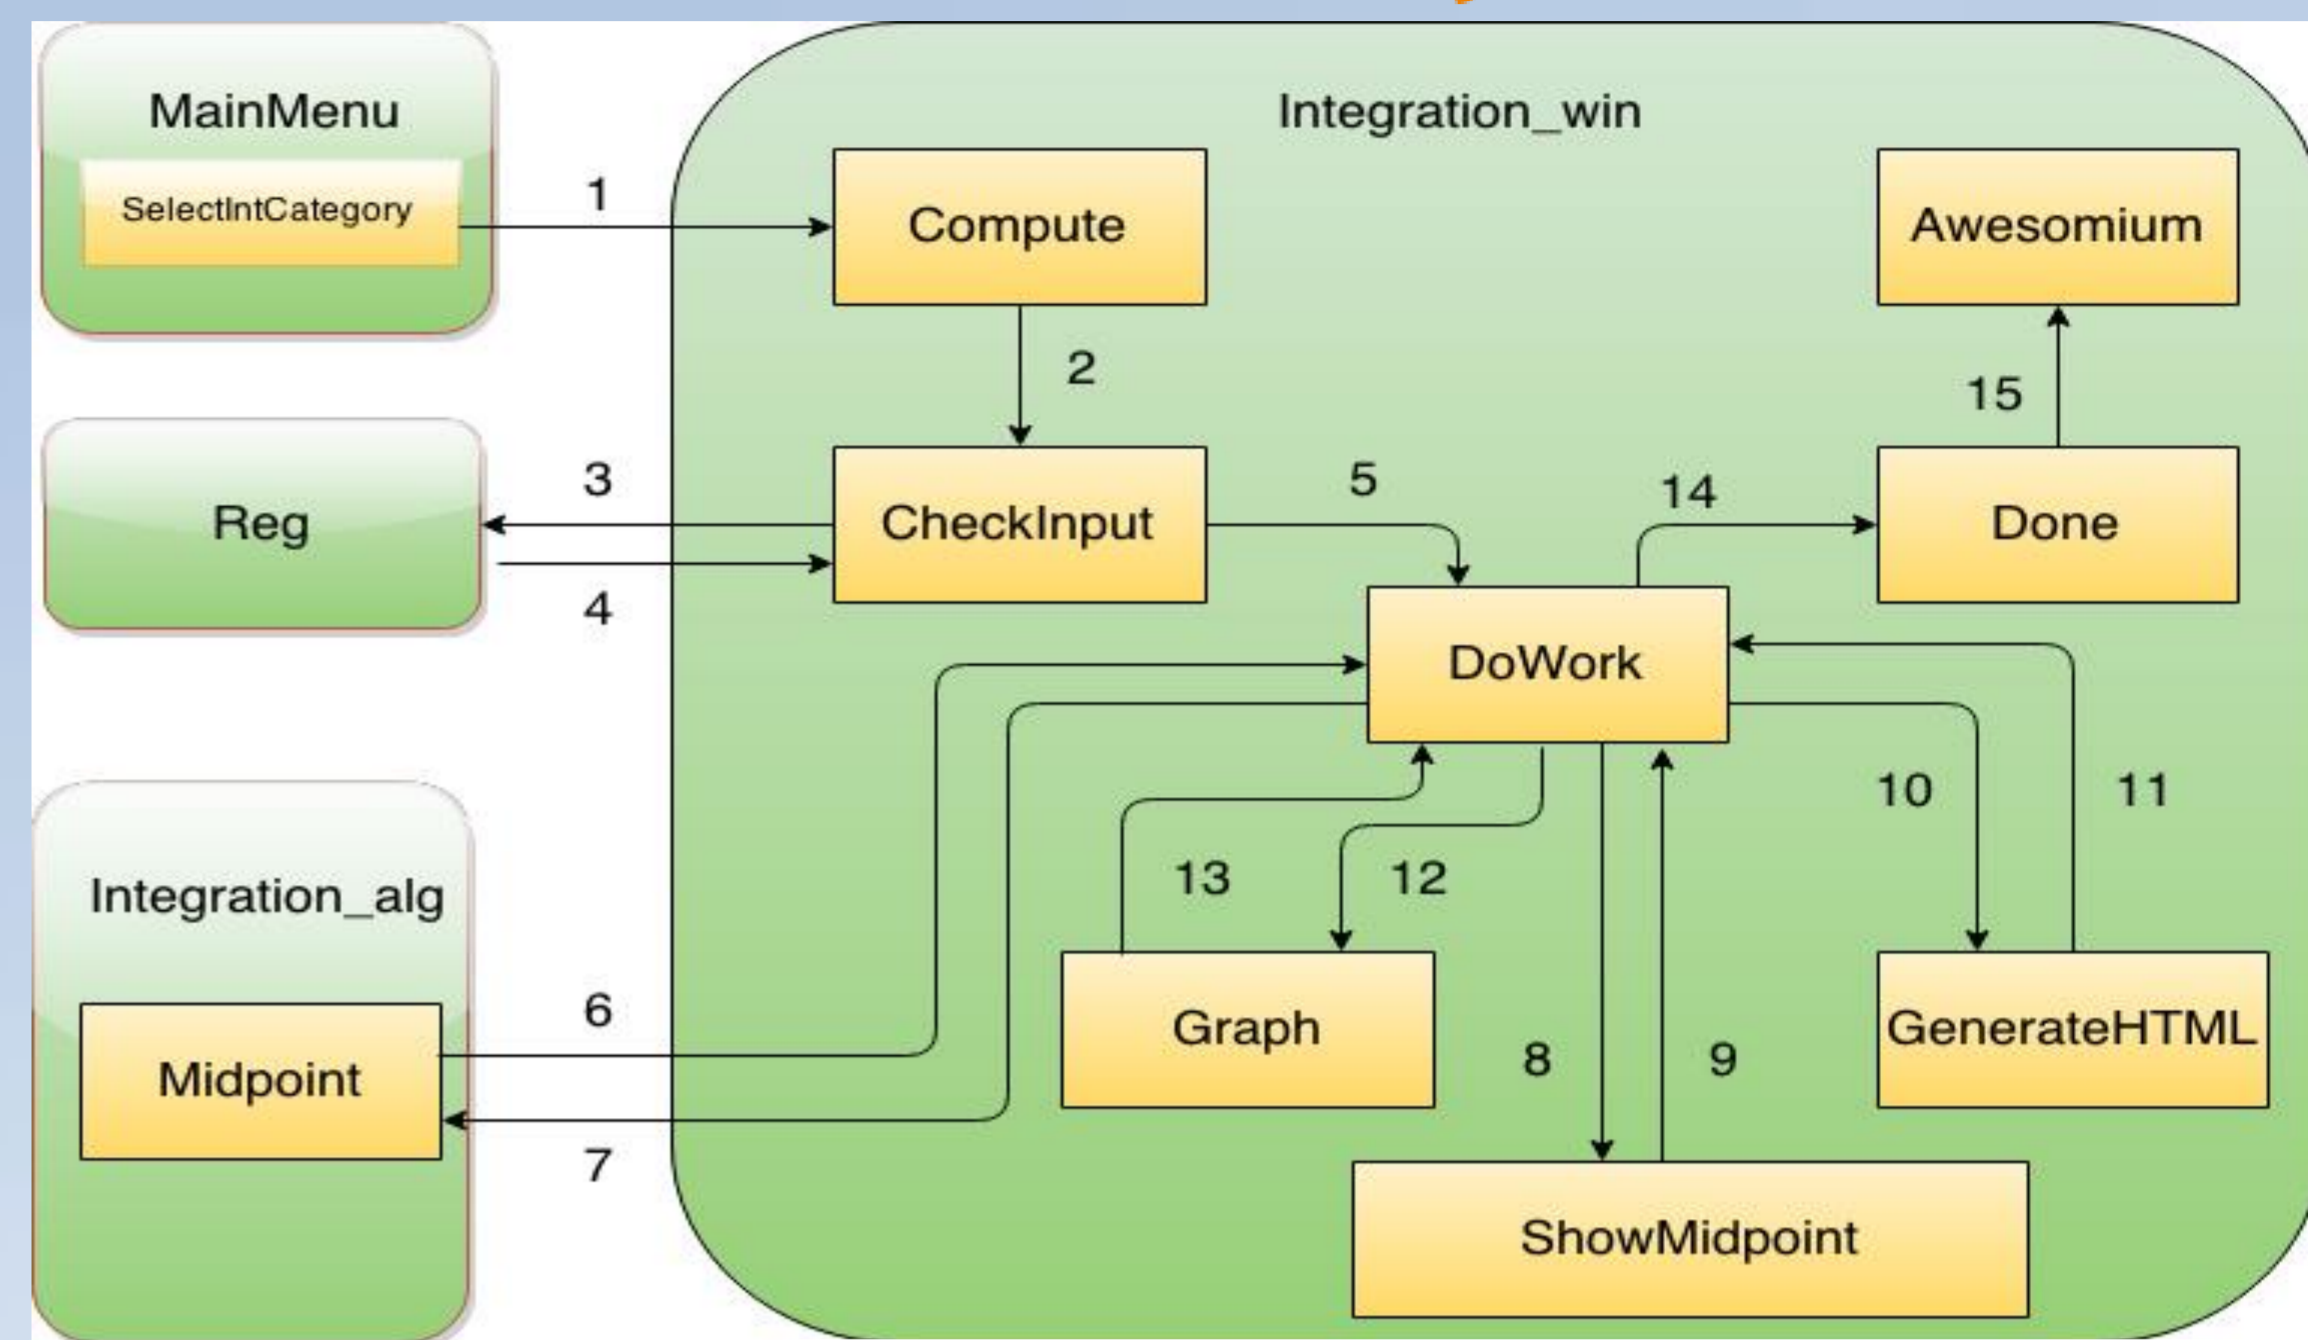 MainMenu
SelectIntCategory
Integration_win
1
Compute
Awesomium
2
15
Reg
3
4
CheckInput
5
14
Done
DoWork
10
11
13
12
Integration_alg
Midpoint
6
7
Graph
8
9
GenerateHTML
ShowMidpoint